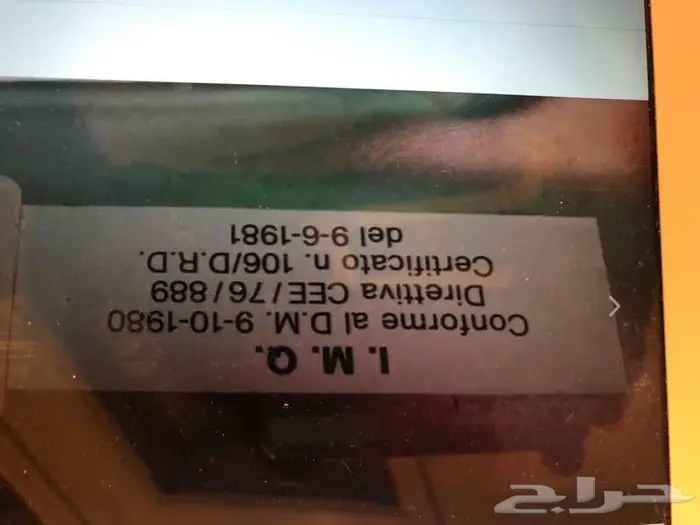 I. M. Q.
Conforme al D.M. 9-10-1980
Direttiva CEE/76/889
Certificato n. 106/D.R.D.
del 9-6-1981
حراج